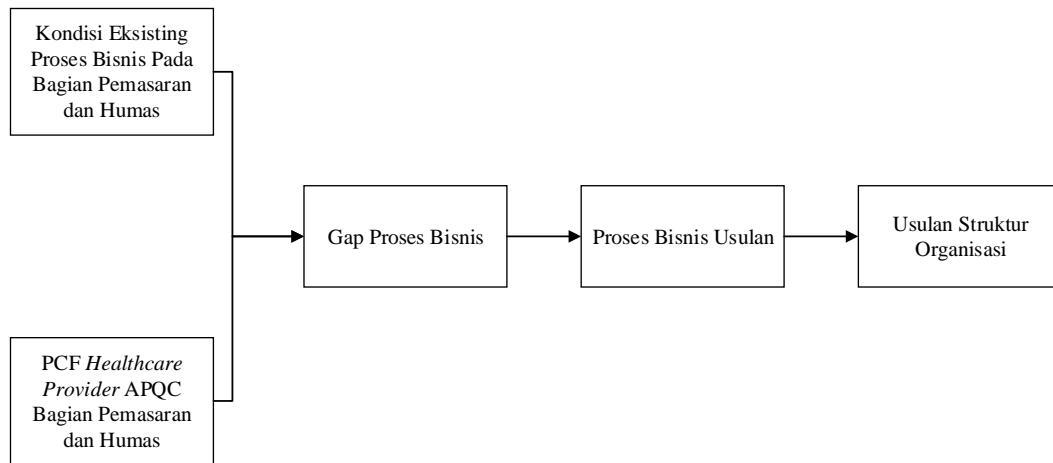 Kondisi Eksisting
Proses Bisnis Pada
Bagian Pemasaran
dan Humas
Gap Proses Bisnis
Proses Bisnis Usulan
Usulan Struktur
Organisasi
PCF Healthcare
Provider APQC
Bagian Pemasaran
dan Humas